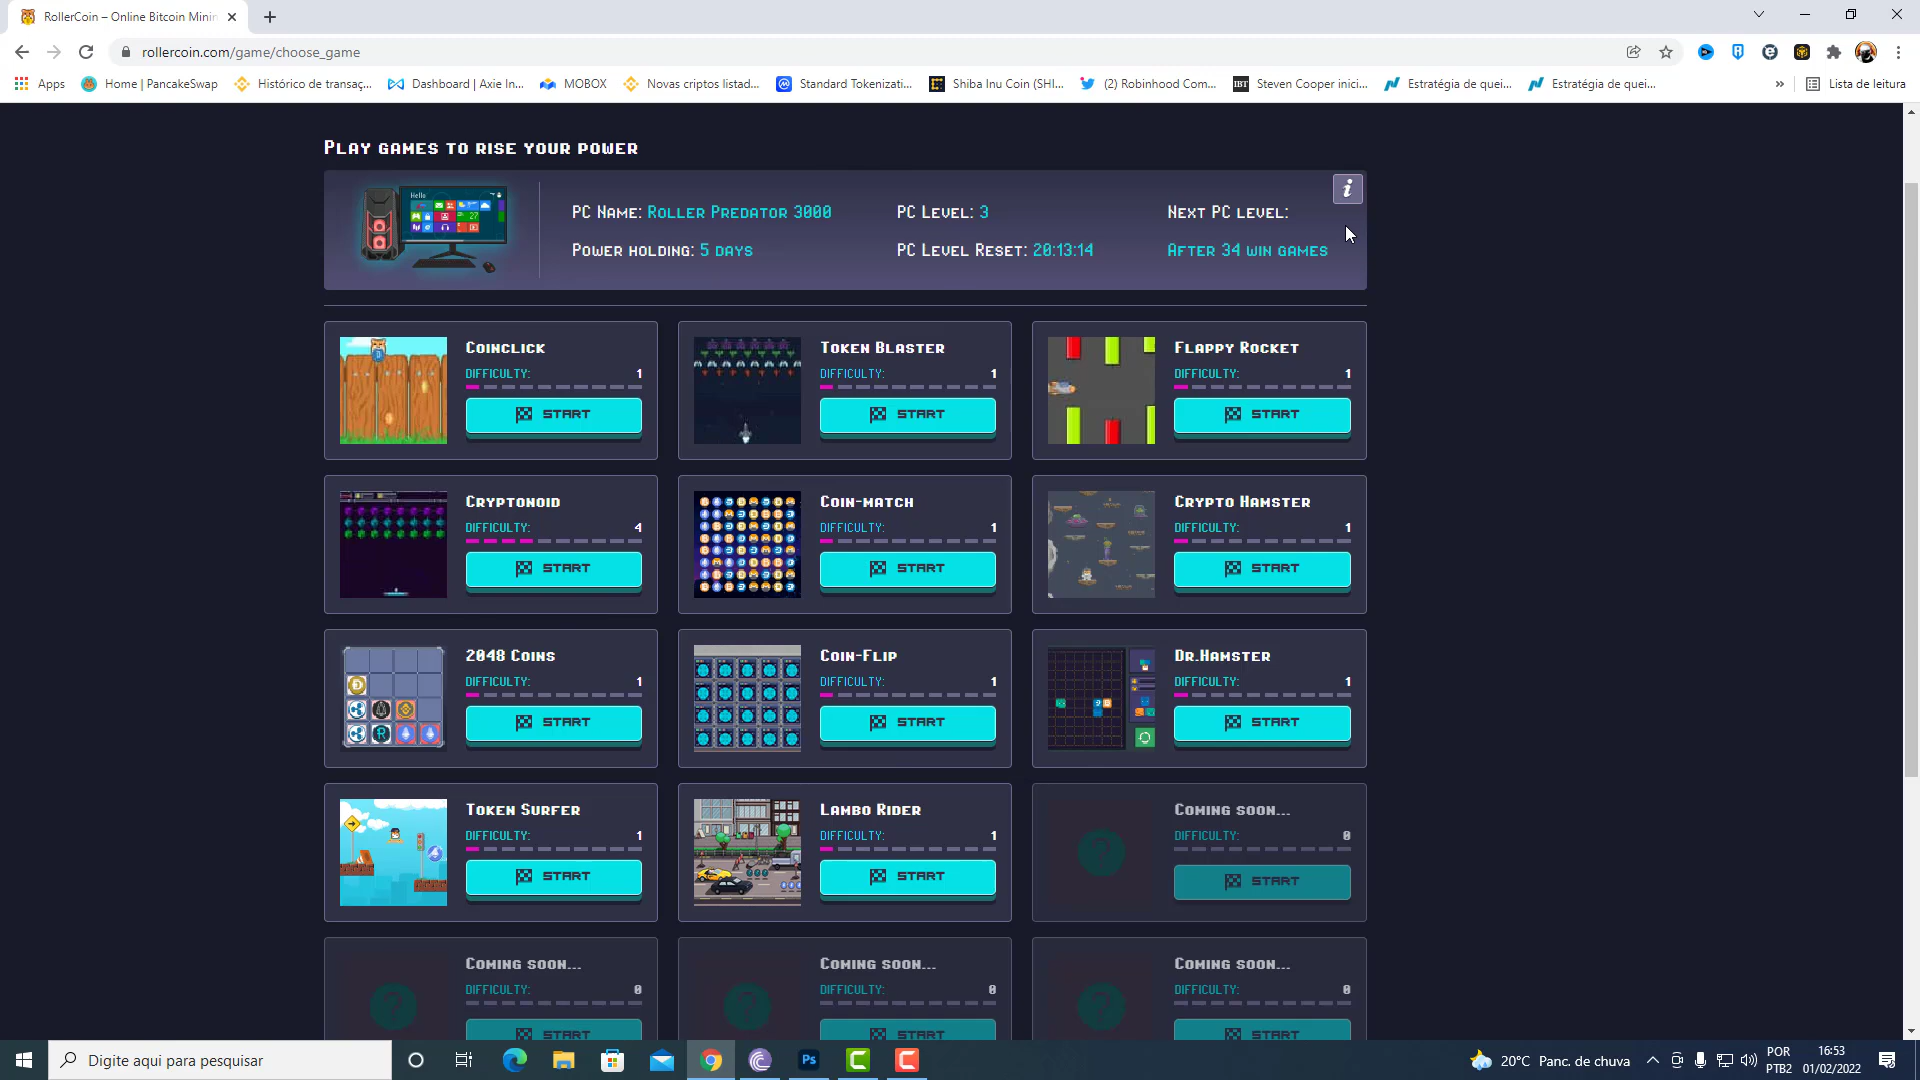 RollerCoin – Online Bitcoin Minin
rollercoin.com/game/choose_game
Apps
Home | PancakeSwap
Histórico de transaç...
Dashboard | Axie In...
MOBOX
Novas criptos listad...
Standard Tokenizati...
Shiba Inu Coin (SHI...
(2) Robinhood Com...
IBT
Steven Cooper inici...
Estratégia de quei...
Estratégia de quei...
»
Lista de leitura
Play games to rise your power
Hello
PC Name: Roller Predator 3000
PC Level: 3
Next PC level:
Power holding: 5 days
PC Level Reset: 20:13:14
After 34 win games
i
Coinclick
Difficulty: 1
START
Token Blaster
Difficulty: 1
START
Flappy Rocket
Difficulty: 1
START
Cryptonoid
Difficulty: 4
START
Coin-match
Difficulty: 1
START
Crypto Hamster
Difficulty: 1
START
2048 Coins
Difficulty: 1
START
Coin-Flip
Difficulty: 1
START
Dr.Hamster
Difficulty: 1
START
Token Surfer
Difficulty: 1
START
Lambo Rider
Difficulty: 1
START
Coming soon...
Difficulty: 0
START
Coming soon...
Difficulty: 0
START
Coming soon...
Difficulty: 0
START
Coming soon...
Difficulty: 0
START
Digite aqui para pesquisar
Ps
20°C Panc. de chuva
POR
PTB2
16:53
01/02/2022